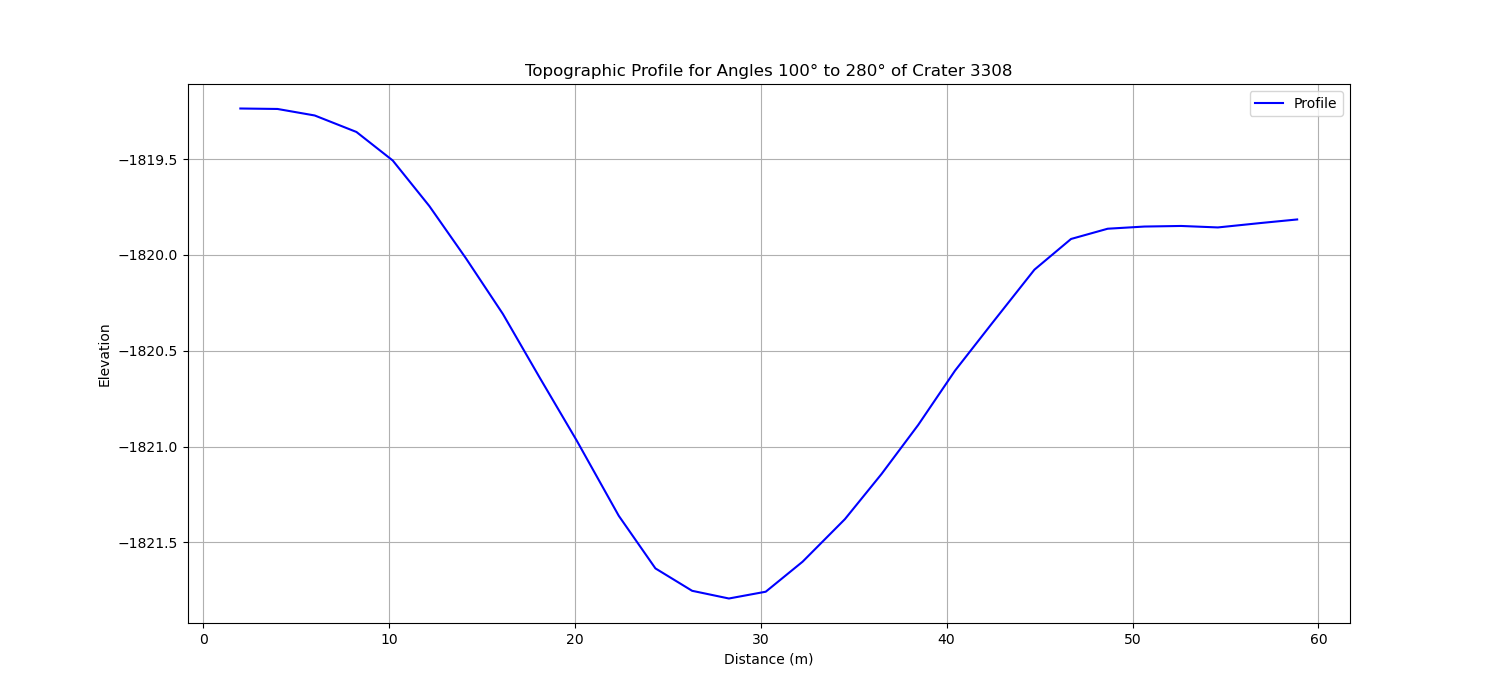 Topographic Profile for Angles 100° to 280° of Crater 3308
Profile
Elevation
−1819.5
−1820.0
−1820.5
−1821.0
−1821.5
0 10 20 30 40 50 60
Distance (m)